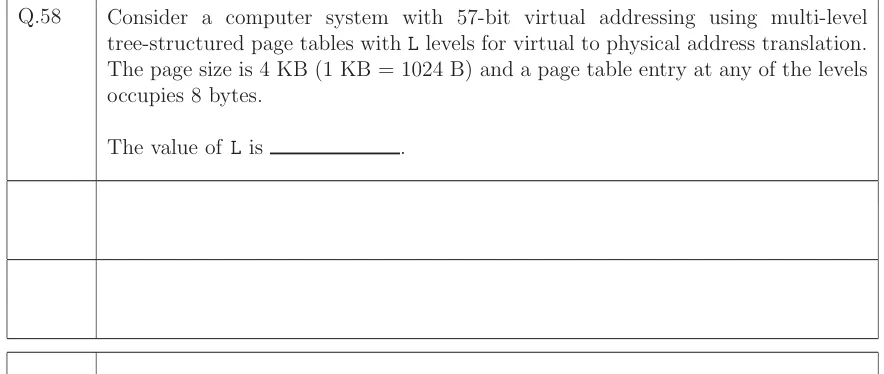 Q.58 Consider a computer system with 57-bit virtual addressing using multi-level
tree-structured page tables with L levels for virtual to physical address translation.
The page size is 4 KB (1 KB = 1024 B) and a page table entry at any of the levels
occupies 8 bytes.
The value of L is ____________.